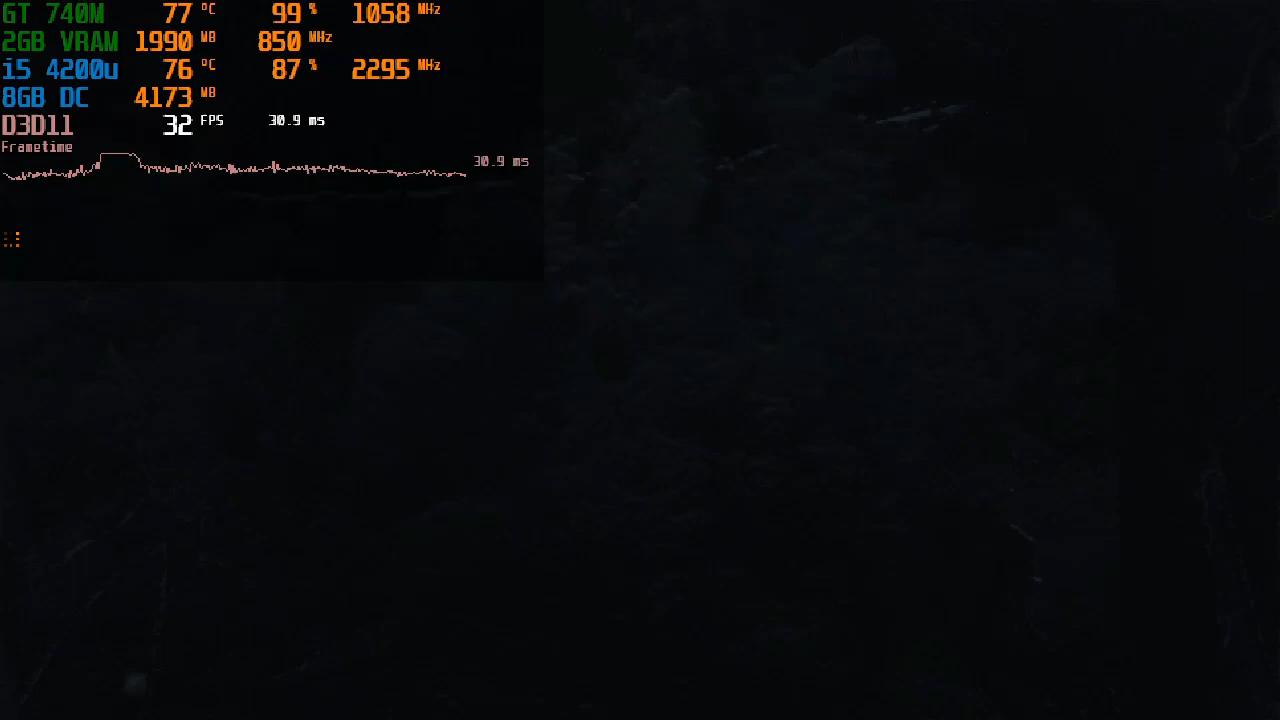 GT 740M 77 °C 99 % 1058 MHz
2GB VRAM 1990 MB 850 MHz
i5 4200u 76 °C 87 % 2295 MHz
8GB DC 4173 MB
D3D11 32 FPS 30.9 ms
Frametime
30.9 ms